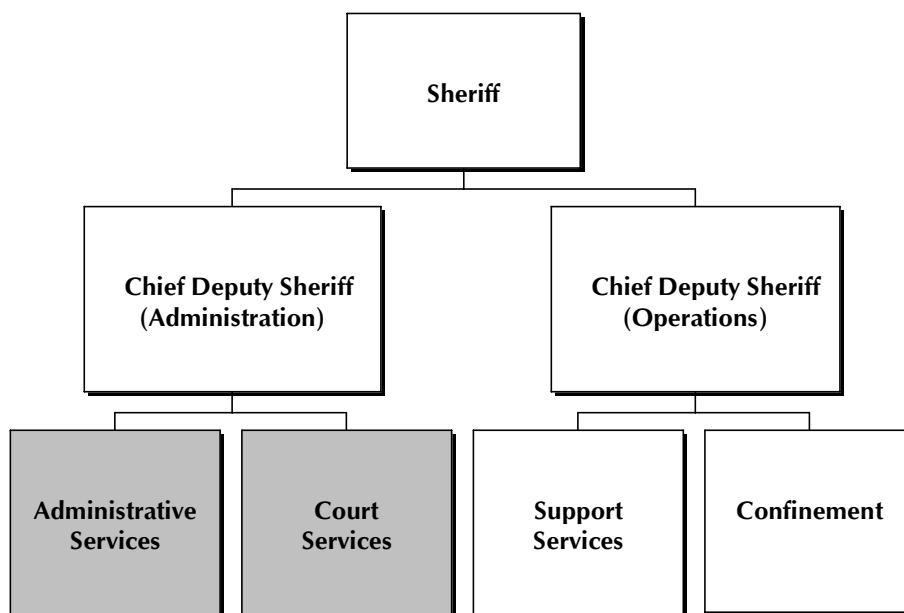 Sheriff
Chief Deputy Sheriff
(Administration)
Chief Deputy Sheriff
(Operations)
Administrative
Services
Court
Services
Support
Services
Confinement